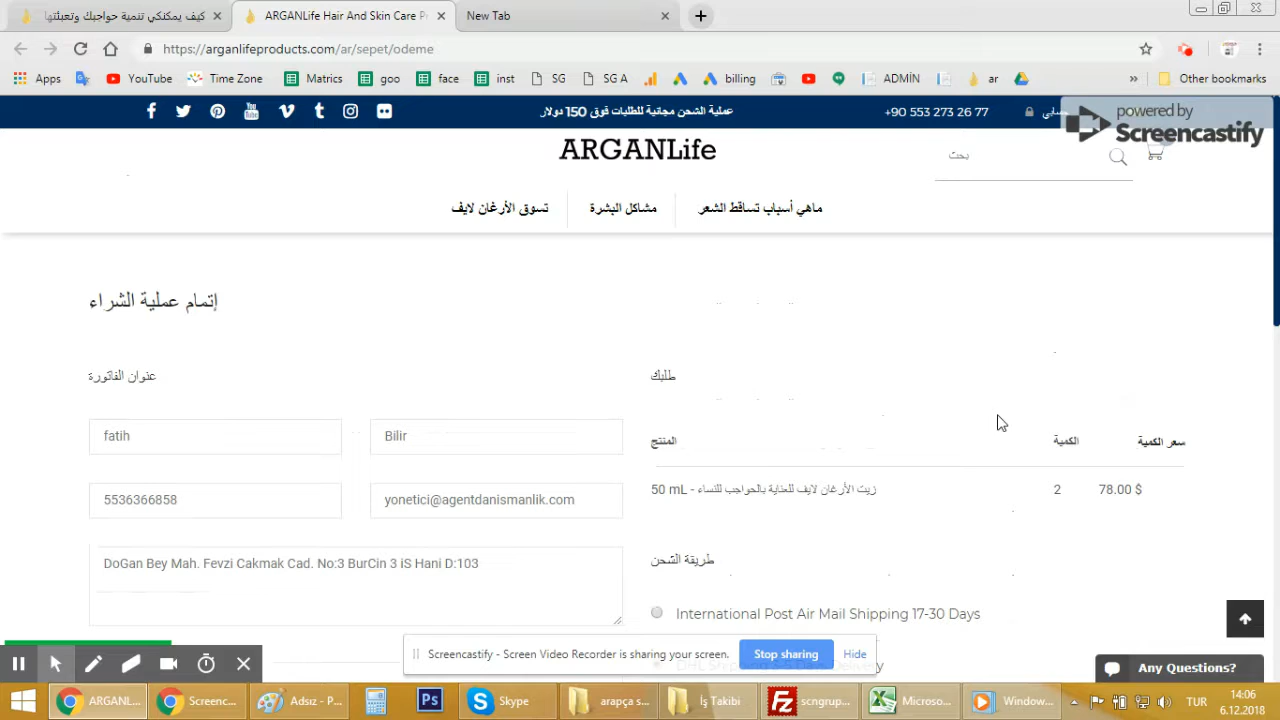 كيف يمكنكي تنمية حواجبك وتعبئتها
ARGANLife Hair And Skin Care P
New Tab
https://arganlifeproducts.com/ar/sepet/odeme
Apps YouTube Time Zone Matrics goo face inst SG SG A billing ADMİN ar » Other bookmarks
عملية الشحن مجانية للطلبات فوق 150 دولار
+90 553 273 26 77
حسابي
powered by
Screencastify
ARGANLife
بحث
ماهي أسباب تساقط الشعر
مشاكل البشرة
تسوق الأرغان لايف
إتمام عملية الشراء
عنوان الفاتورة
طلبك
fatih
Bilir
المنتج
الكمية
سعر الكمية
5536366858
yonetici@agentdanismanlik.com
زيت الأرغان لايف للعناية بالحواجب للنساء - 50 mL
2
78.00 $
DoGan Bey Mah. Fevzi Cakmak Cad. No:3 BurCin 3 iS Hani D:103
طريقة الشحن
International Post Air Mail Shipping 17-30 Days
Screencastify - Screen Video Recorder is sharing your screen.
Stop sharing
Hide
Any Questions?
ARGANL...
Screenc...
Adsız - P...
Ps
Skype
arapça s...
İş Takibi
scngrup...
Microso...
Window...
TUR
14:06
6.12.2018